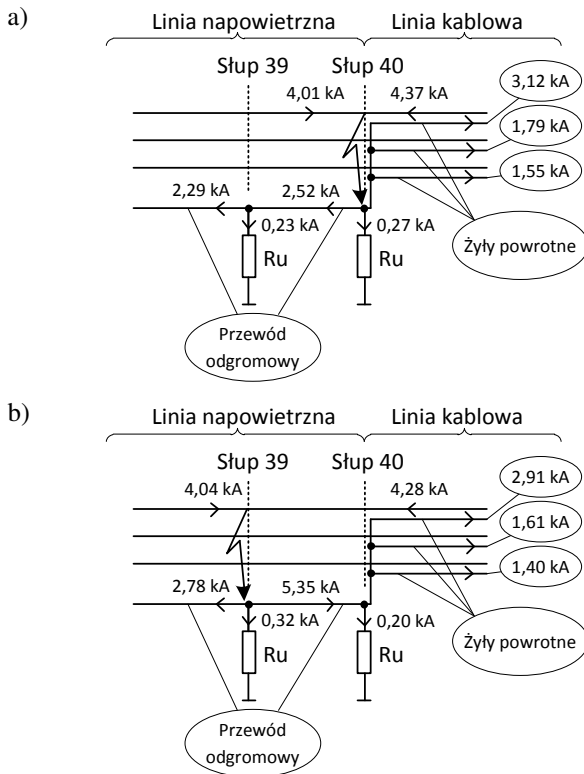 a)
Linia napowietrzna Linia kablowa
Słup 39 Słup 40
4,01 kA 4,37 kA
3,12 kA
1,79 kA
1,55 kA
2,29 kA 2,52 kA
0,23 kA 0,27 kA
Ru Ru
Żyły powrotne
Przewód
odgromowy
b)
Linia napowietrzna Linia kablowa
Słup 39 Słup 40
4,04 kA 4,28 kA
2,91 kA
1,61 kA
1,40 kA
2,78 kA 5,35 kA
0,32 kA 0,20 kA
Ru Ru
Żyły powrotne
Przewód
odgromowy